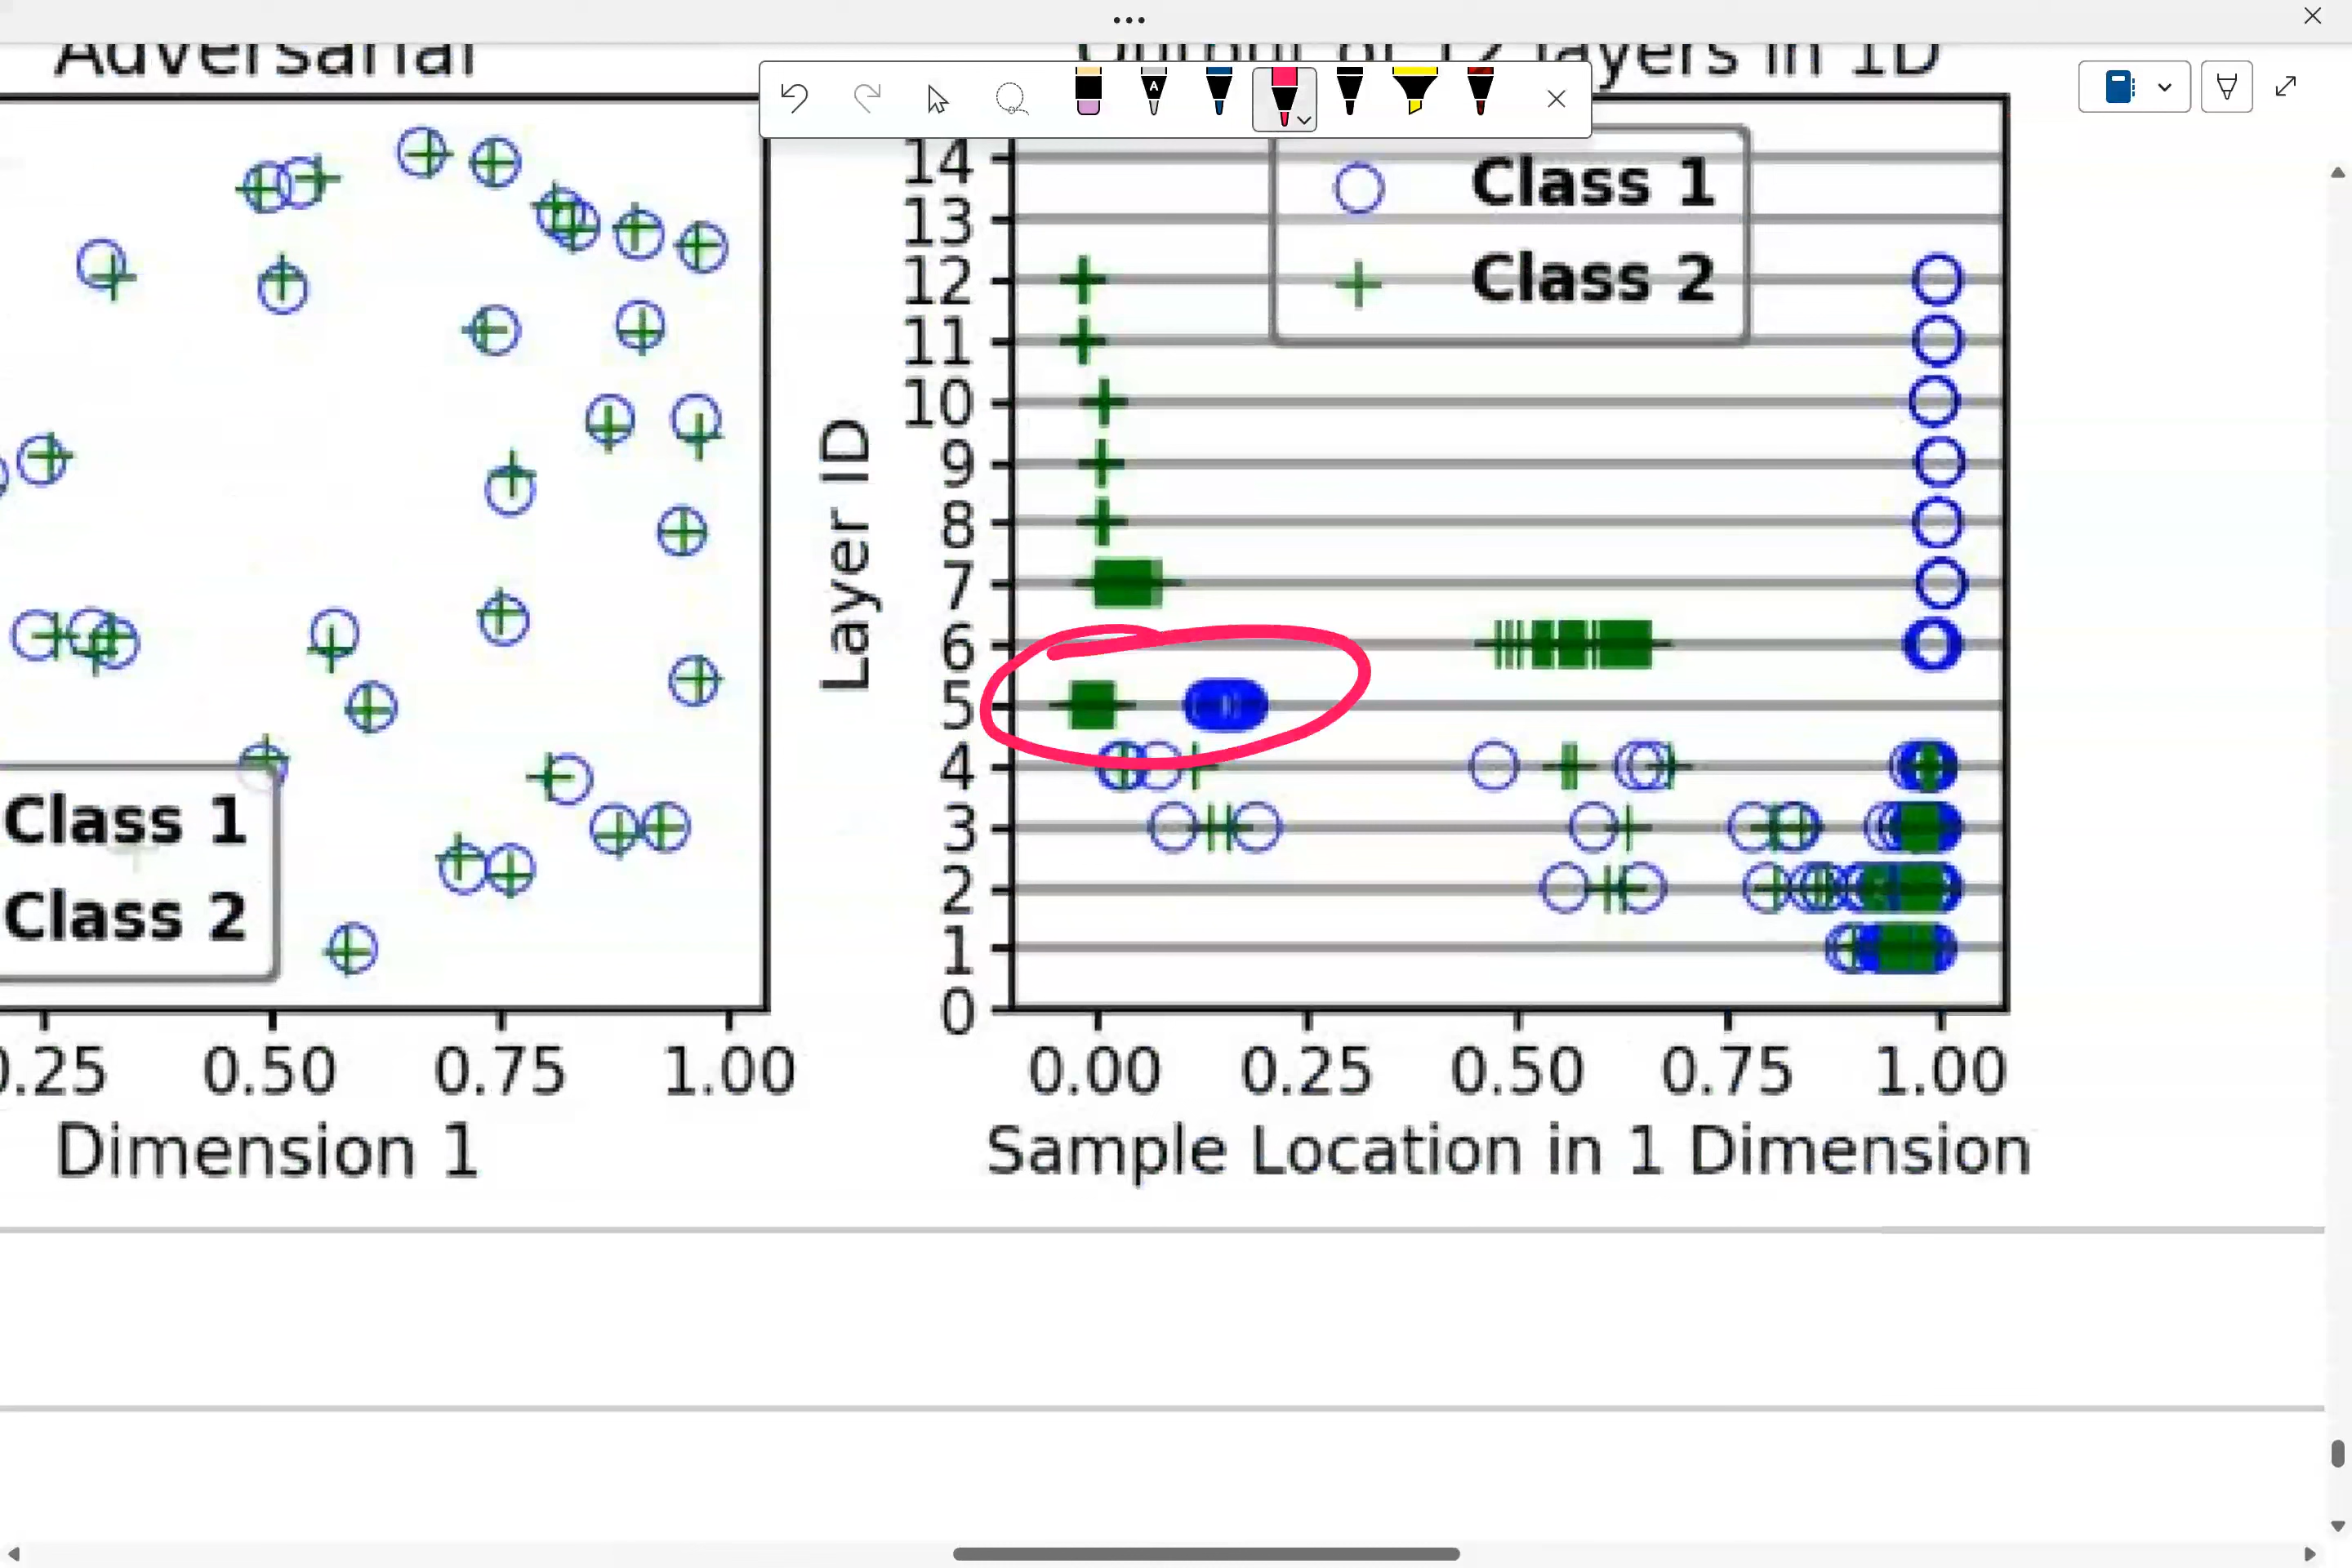 Adversarial
Output of 12 layers in 1D
A
Class 1
Class 2
0.25 0.50 0.75 1.00
Dimension 1
Layer ID
14
13
12
11
10
9
8
7
6
5
4
3
2
1
0
Class 1
Class 2
0.00 0.25 0.50 0.75 1.00
Sample Location in 1 Dimension